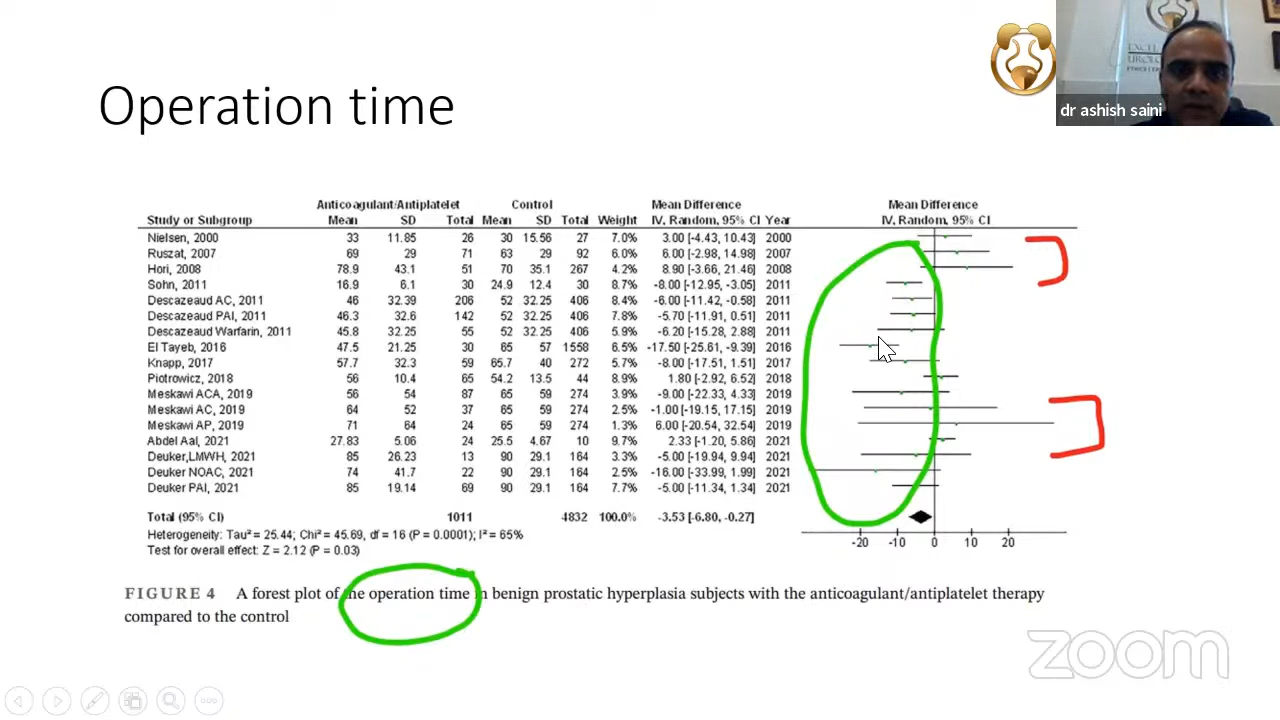 dr ashish saini
Operation time
Anticoagulant/Antiplatelet Control Mean Difference Mean Difference
Study or Subgroup Mean SD Total Mean SD Total Weight IV, Random, 95% CI Year IV, Random, 95% CI
Nielsen, 2000 33 11.85 26 30 15.56 27 7.0% 3.00 [-4.43, 10.43] 2000
Ruszat, 2007 69 29 71 63 29 92 6.0% 6.00 [-2.98, 14.98] 2007
Hori, 2008 78.9 43.1 51 70 35.1 267 4.2% 8.90 [-3.66, 21.46] 2008
Sohn, 2011 16.9 6.1 30 24.9 12.4 30 8.7% -8.00 [-12.95, -3.05] 2011
Descazeaud AC, 2011 46 32.39 206 52 32.25 406 8.4% -6.00 [-11.42, -0.58] 2011
Descazeaud PAI, 2011 46.3 32.6 142 52 32.25 406 7.8% -5.70 [-11.91, 0.51] 2011
Descazeaud Warfarin, 2011 45.8 32.25 55 52 32.25 406 5.9% -6.20 [-15.28, 2.88] 2011
El Tayeb, 2016 47.5 21.25 30 65 57 1558 6.5% -17.50 [-25.61, -9.39] 2016
Knapp, 2017 57.7 32.3 59 65.7 40 272 5.7% -8.00 [-17.51, 1.51] 2017
Piotrowicz, 2018 56 10.4 65 54.2 13.5 44 8.9% 1.80 [-2.92, 6.52] 2018
Meskawi ACA, 2019 56 54 87 65 59 274 3.9% -9.00 [-22.33, 4.33] 2019
Meskawi AC, 2019 64 52 37 65 59 274 2.5% -1.00 [-19.15, 17.15] 2019
Meskawi AP, 2019 71 64 24 65 59 274 1.3% 6.00 [-20.54, 32.54] 2019
Abdel Aal, 2021 27.83 5.06 24 25.5 4.67 10 9.7% 2.33 [-1.20, 5.86] 2021
Deuker,LMWH, 2021 85 26.23 13 90 29.1 164 3.3% -5.00 [-19.94, 9.94] 2021
Deuker NOAC, 2021 74 41.7 22 90 29.1 164 2.5% -16.00 [-33.99, 1.99] 2021
Deuker PAI, 2021 85 19.14 69 90 29.1 164 7.7% -5.00 [-11.34, 1.34] 2021
Total (95% CI) 1011 4832 100.0% -3.53 [-6.80, -0.27]
Heterogeneity: Tau² = 25.44; Chi² = 45.69, df = 16 (P = 0.0001); I² = 65%
Test for overall effect: Z = 2.12 (P = 0.03)
-20 -10 0 10 20
FIGURE 4 A forest plot of the operation time in benign prostatic hyperplasia subjects with the anticoagulant/antiplatelet therapy
compared to the control
zoom